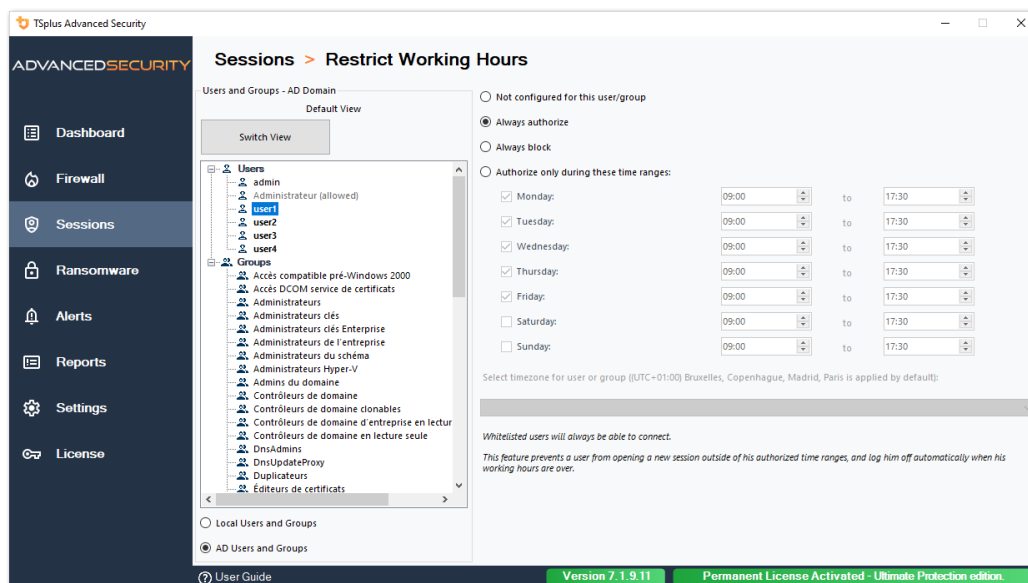 TSplus Advanced Security
ADVANCEDSECURITY
Dashboard
Firewall
Sessions
Ransomware
Alerts
Reports
Settings
License
Sessions > Restrict Working Hours
Users and Groups - AD Domain
Default View
Switch View
Users
admin
Administrateur (allowed)
user1
user2
user3
user4
Groups
Accès compatible pré-Windows 2000
Accès DCOM service de certificats
Administrateurs
Administrateurs clés
Administrateurs clés Enterprise
Administrateurs de l'entreprise
Administrateurs du schéma
Administrateurs Hyper-V
Admins du domaine
Contrôleurs de domaine
Contrôleurs de domaine clonables
Contrôleurs de domaine d'entreprise en lectur
Contrôleurs de domaine en lecture seule
DnsAdmins
DnsUpdateProxy
Duplicateurs
Éditeurs de certificats
Local Users and Groups
AD Users and Groups
Not configured for this user/group
Always authorize
Always block
Authorize only during these time ranges:
Monday: 09:00 to 17:30
Tuesday: 09:00 to 17:30
Wednesday: 09:00 to 17:30
Thursday: 09:00 to 17:30
Friday: 09:00 to 17:30
Saturday: 09:00 to 17:30
Sunday: 09:00 to 17:30
Select timezone for user or group ((UTC+01:00) Bruxelles, Copenhague, Madrid, Paris is applied by default):
Whitelisted users will always be able to connect.
This feature prevents a user from opening a new session outside of his authorized time ranges, and log him off automatically when his
working hours are over.
User Guide
Version 7.1.9.11
Permanent License Activated - Ultimate Protection edition.